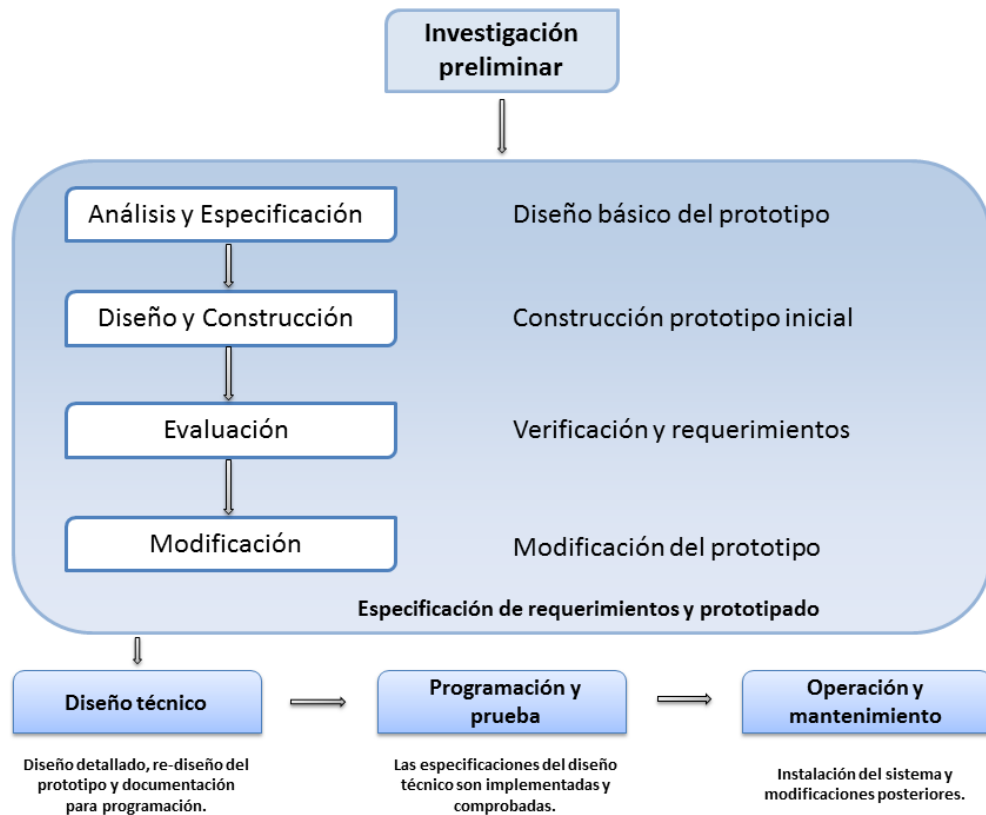 Investigación
preliminar
Análisis y Especificación
Diseño básico del prototipo
Diseño y Construcción
Construcción prototipo inicial
Evaluación
Verificación y requerimientos
Modificación
Modificación del prototipo
Especificación de requerimientos y prototipado
Diseño técnico
Diseño detallado, re-diseño del
prototipo y documentación
para programación.
Programación y
prueba
Las especificaciones del diseño
técnico son implementadas y
comprobadas.
Operación y
mantenimiento
Instalación del sistema y
modificaciones posteriores.